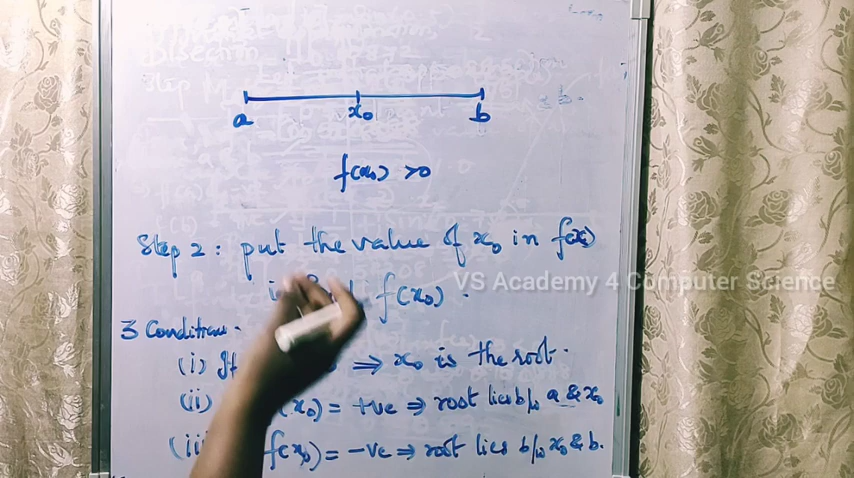 a x₀ b
f(x₀) >0
Step 2 : put the value of x₀ in f(x)
f(x₀) .
VS Academy 4 Computer Science
3 Conditions.
(i) If ⇒ x₀ is the root.
(ii) (x₀) = +ve ⇒ root lies b/w a & x₀
f(x₀) = -ve ⇒ root lies b/w x₀ & b.